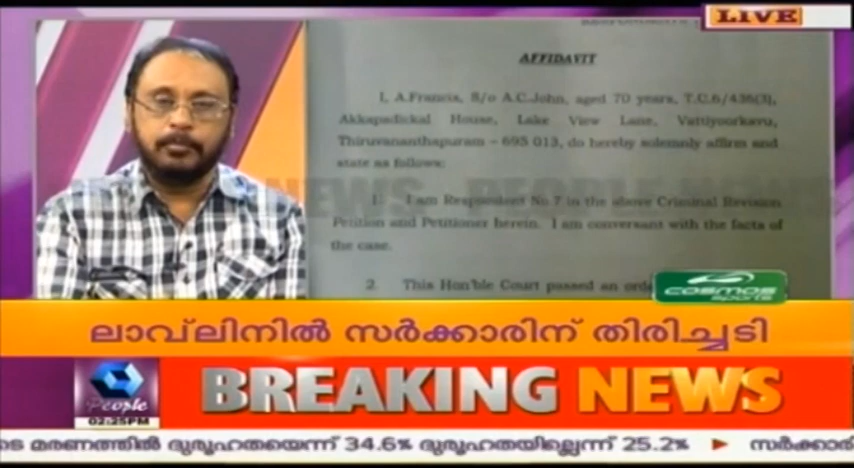 LIVE
AFFIDAVIT
I, A.Francis, S/o A.C.John, aged 70 years, T.C.6/436(3),
Akkapadickal House, Lake View Lane, Vattiyoorkavu,
Thiruvananthapuram – 695 013, do hereby solemnly affirm and
state as follows:
1. I am Respondent No.7 in the above Criminal Revision
Petition and Petitioner herein. I am conversant with the facts of
the case.
2. This Hon'ble Court passed an
cosmos
sports
ലാവ്‌ലിനിൽ സർക്കാരിന് തിരിച്ചടി
People
BREAKING NEWS
02:25PM
മരണത്തിൽ ദുരൂഹതയെന്ന് 34.6% ദുരൂഹതയില്ലെന്ന് 25.2% ▶